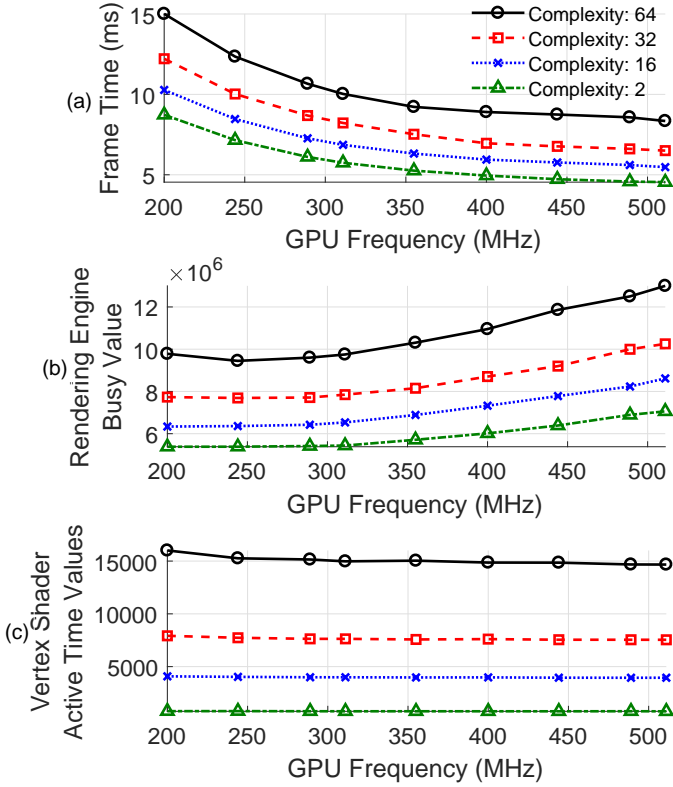 15
10
5
Frame Time (ms)
(a)
Complexity: 64
Complexity: 32
Complexity: 16
Complexity: 2
200 250 300 350 400 450 500
GPU Frequency (MHz)
×10⁶
12
10
8
6
Rendering Engine
Busy Value
(b)
200 250 300 350 400 450 500
GPU Frequency (MHz)
15000
10000
5000
Vertex Shader
Active Time Values
(c)
200 250 300 350 400 450 500
GPU Frequency (MHz)